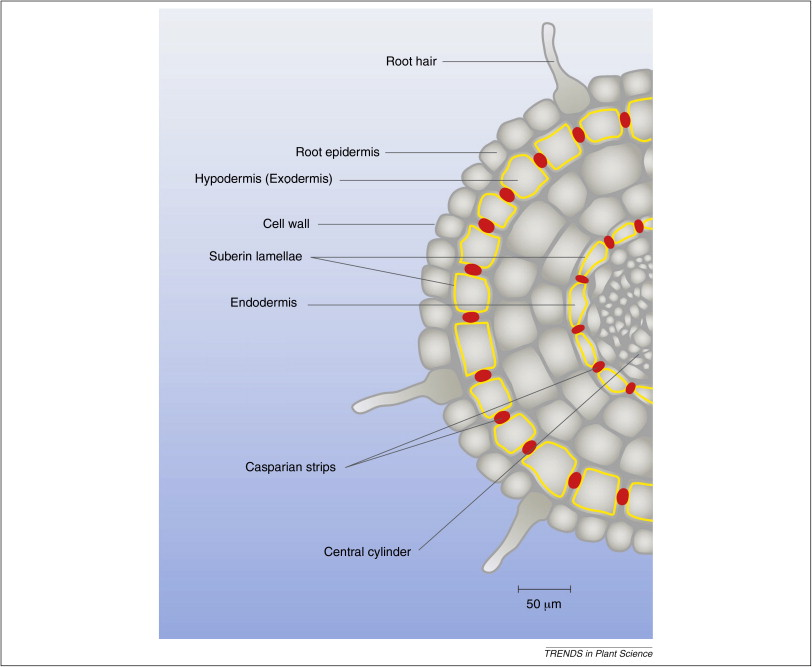 Root hair
Root epidermis
Hypodermis (Exodermis)
Cell wall
Suberin lamellae
Endodermis
Casparian strips
Central cylinder
50 μm
TRENDS in Plant Science